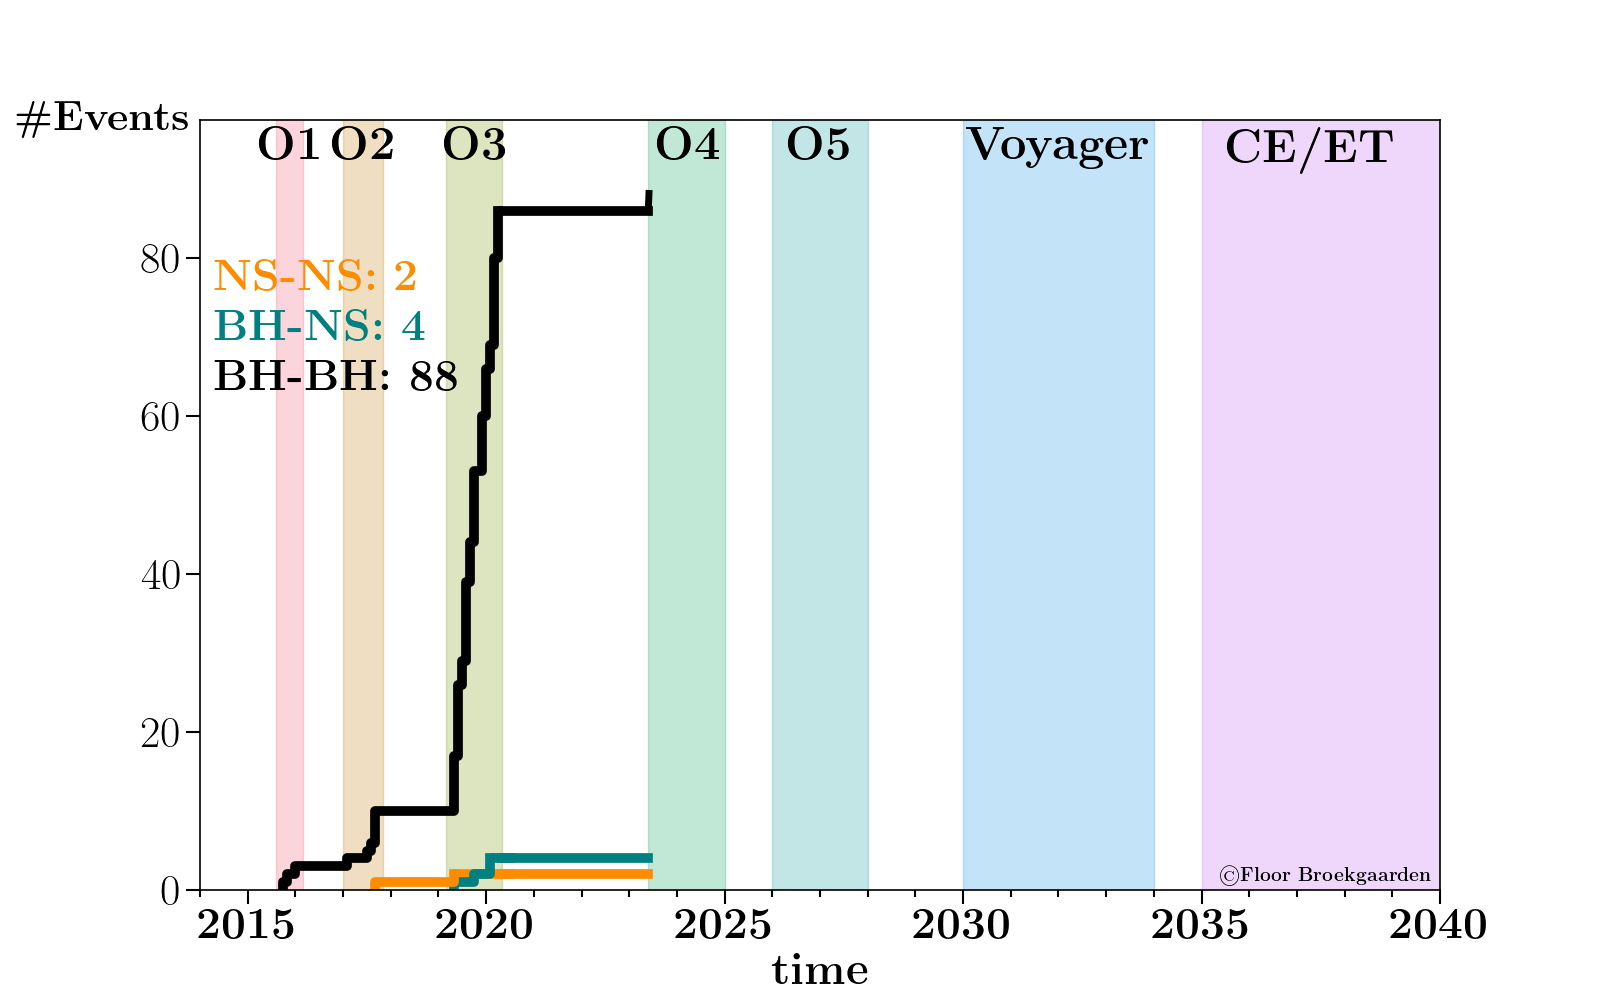 #Events
O1 O2 O3 O4 O5 Voyager CE/ET
80
NS-NS: 2
BH-NS: 4
BH-BH: 88
60
40
20
0
©Floor Broekgaarden
2015 2020 2025 2030 2035 2040
time